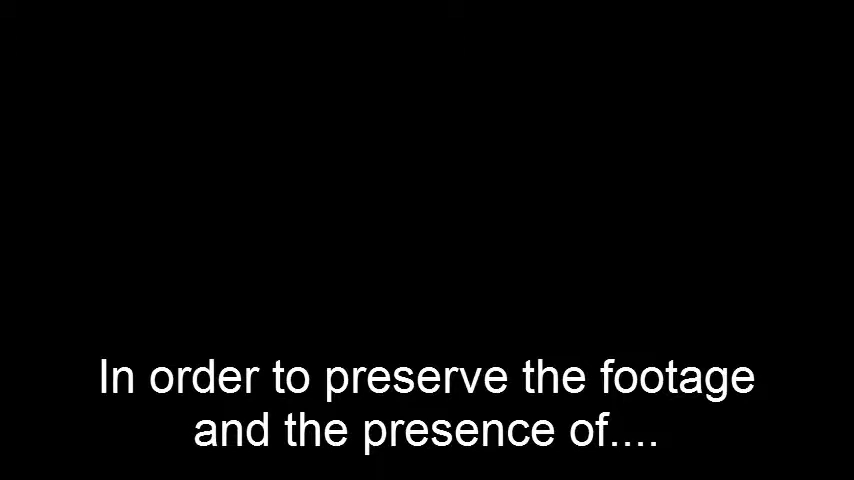 In order to preserve the footage
and the presence of....